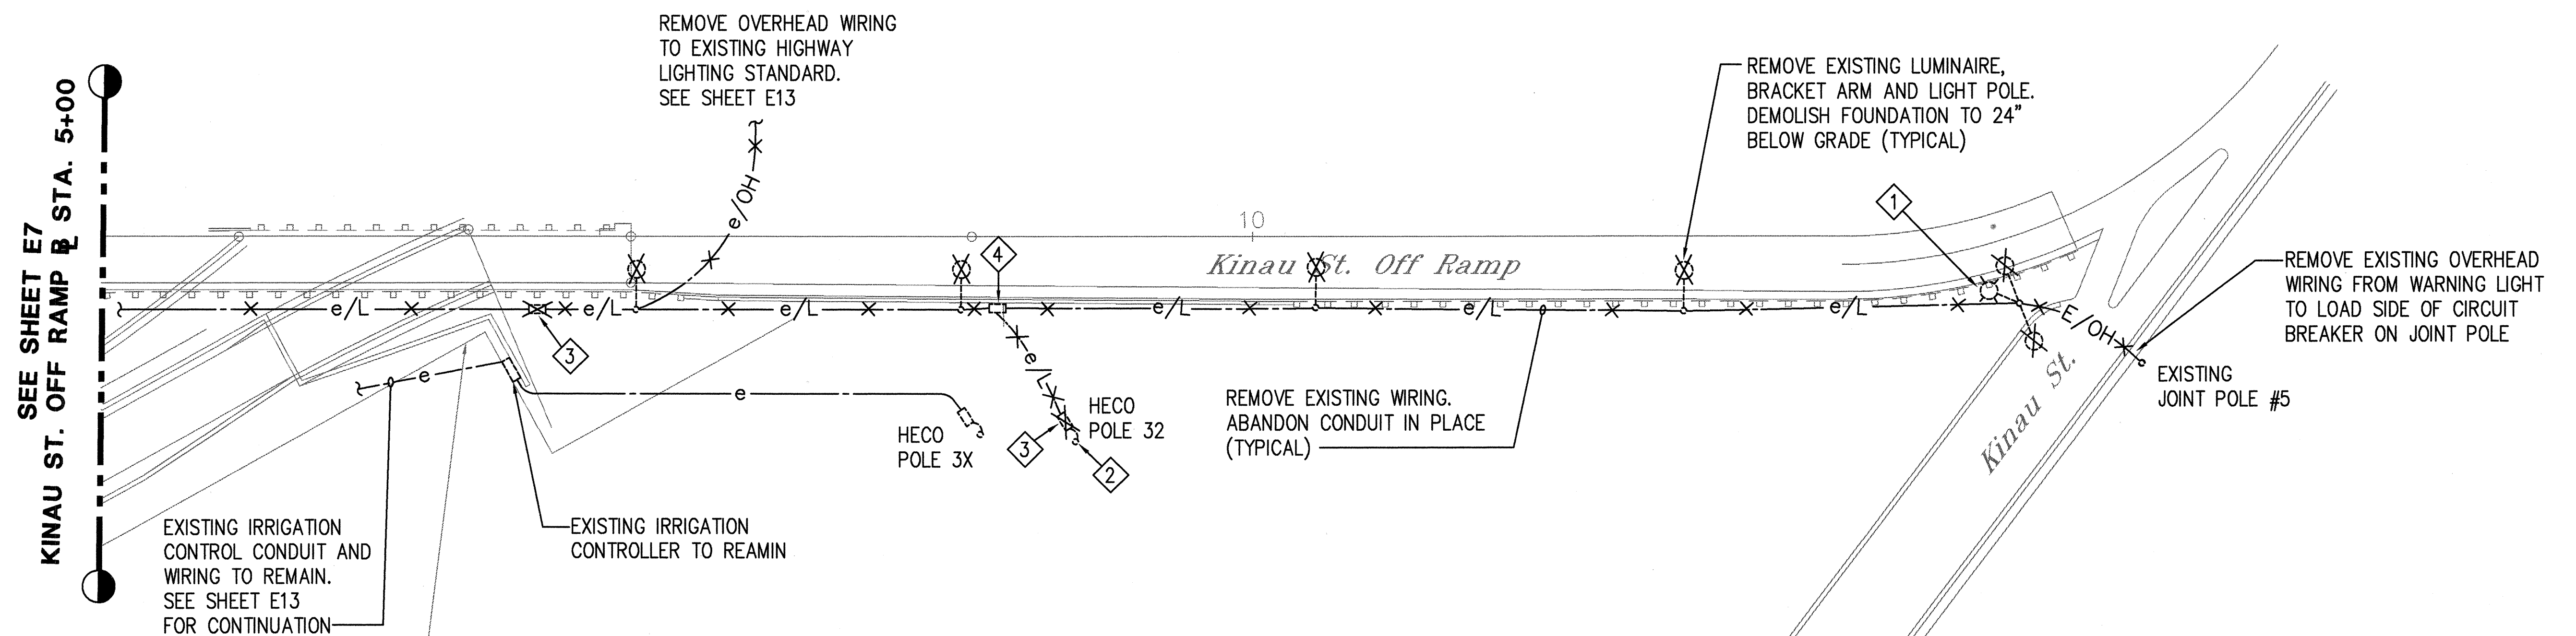 SEE SHEET E7
KINAU ST. OFF RAMP B STA. 5+00
REMOVE OVERHEAD WIRING
TO EXISTING HIGHWAY
LIGHTING STANDARD.
SEE SHEET E13
REMOVE EXISTING LUMINAIRE,
BRACKET ARM AND LIGHT POLE.
DEMOLISH FOUNDATION TO 24"
BELOW GRADE (TYPICAL)
1
e/OH
10
4
Kinau St. Off Ramp
REMOVE EXISTING OVERHEAD
WIRING FROM WARNING LIGHT
TO LOAD SIDE OF CIRCUIT
BREAKER ON JOINT POLE
e/L
e/L
e/L
e/L
e/L
e/L
E/OH
3
e/L
e
e
EXISTING
JOINT POLE #5
Kinau St.
HECO
POLE 3X
HECO
POLE 32
3
2
REMOVE EXISTING WIRING.
ABANDON CONDUIT IN PLACE
(TYPICAL)
EXISTING IRRIGATION
CONTROL CONDUIT AND
WIRING TO REMAIN.
SEE SHEET E13
FOR CONTINUATION
EXISTING IRRIGATION
CONTROLLER TO REAMIN